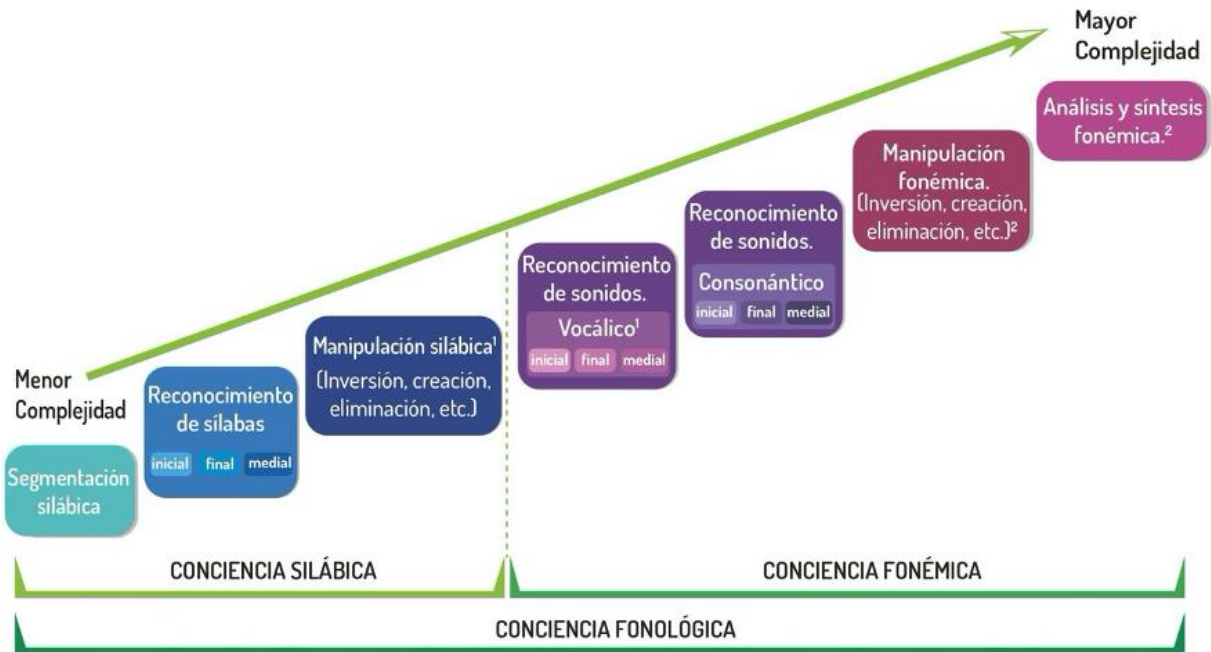 Mayor
Complejidad
Análisis y síntesis
fonémica.²
Manipulación
fonémica.
(Inversión, creación,
eliminación, etc.)²
Reconocimiento
de sonidos.
Consonántico
inicial final medial
Reconocimiento
de sonidos.
Vocálico¹
inicial final medial
Manipulación silábica¹
(Inversión, creación,
eliminación, etc.)
Menor
Complejidad
Reconocimiento
de sílabas
inicial final medial
Segmentación
silábica
CONCIENCIA SILÁBICA
CONCIENCIA FONÉMICA
CONCIENCIA FONOLÓGICA